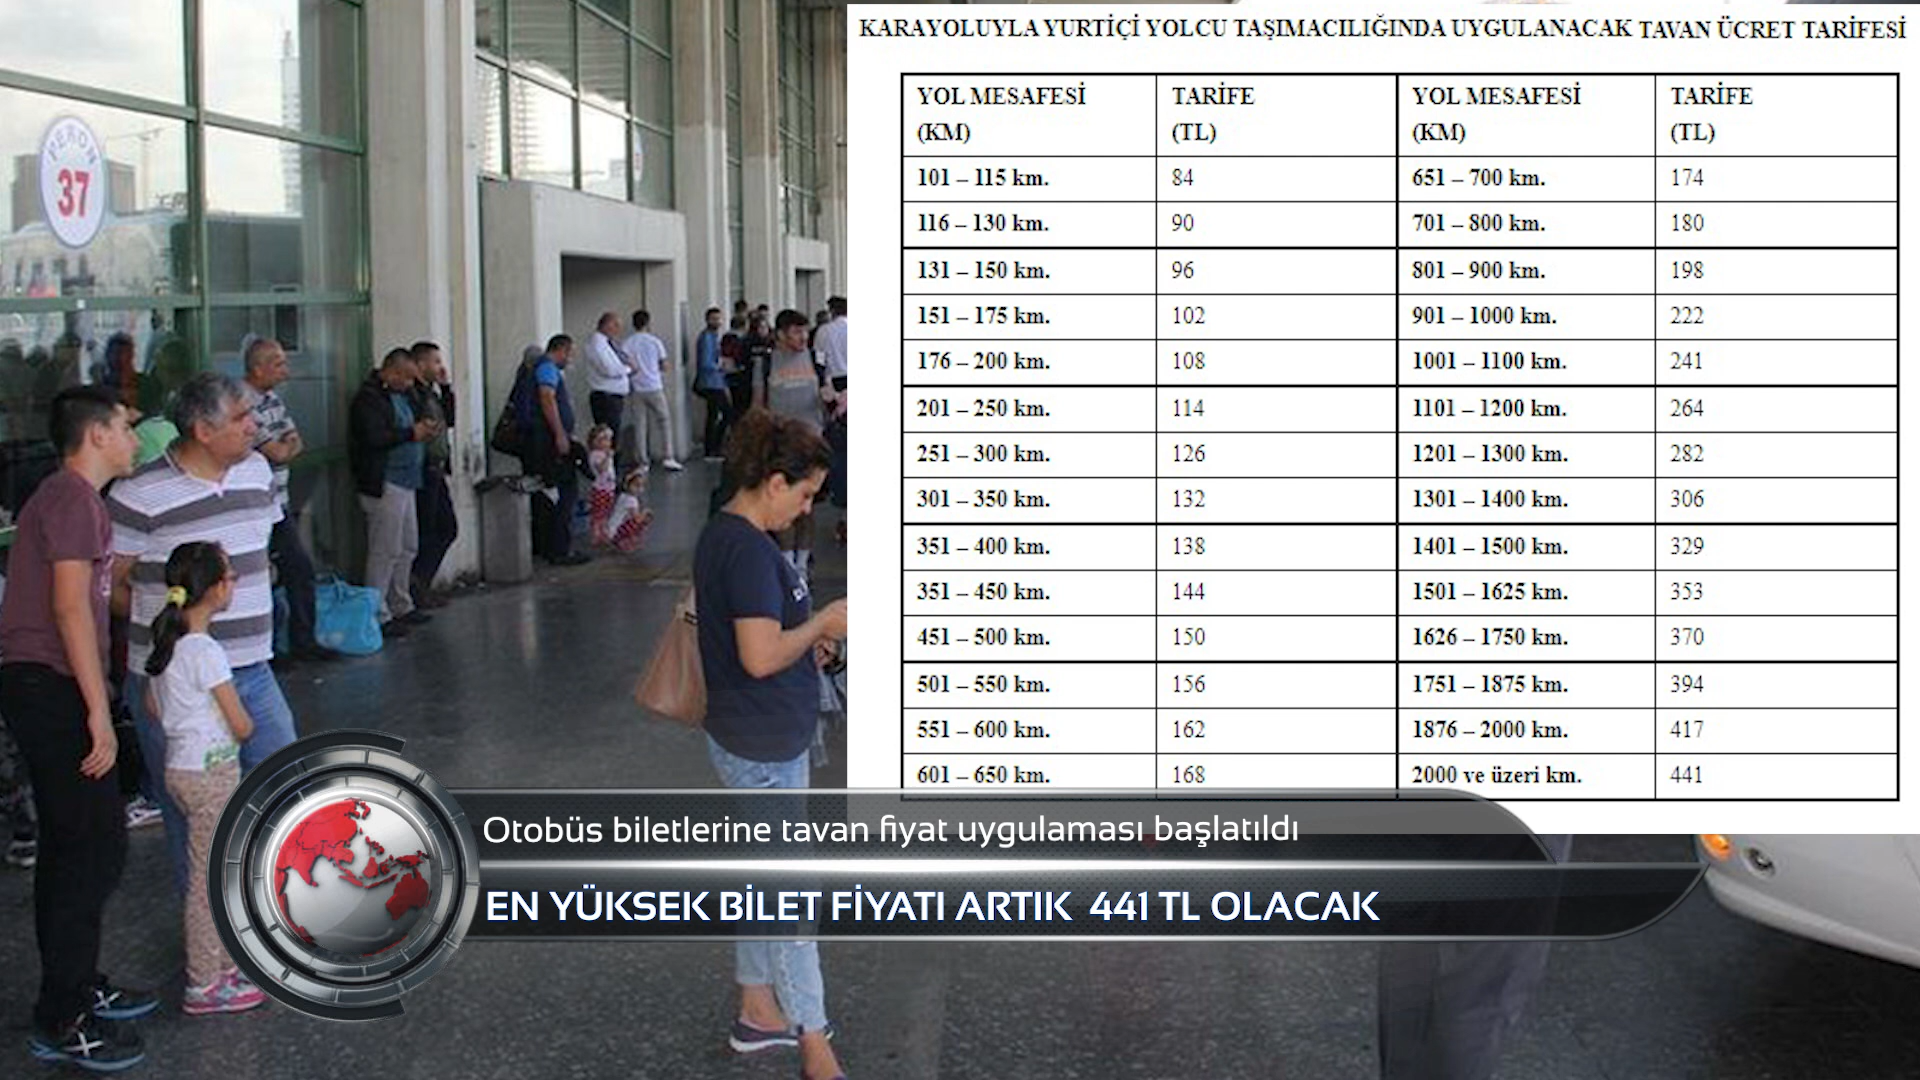 KARAYOLUYLA YURTİÇİ YOLCU TAŞIMACILIĞINDA UYGULANACAK TAVAN ÜCRET TARİFESİ
YOL MESAFESİ (KM) TARİFE (TL) YOL MESAFESİ (KM) TARİFE (TL)
101 – 115 km. 84 651 – 700 km. 174
116 – 130 km. 90 701 – 800 km. 180
131 – 150 km. 96 801 – 900 km. 198
151 – 175 km. 102 901 – 1000 km. 222
176 – 200 km. 108 1001 – 1100 km. 241
201 – 250 km. 114 1101 – 1200 km. 264
251 – 300 km. 126 1201 – 1300 km. 282
301 – 350 km. 132 1301 – 1400 km. 306
351 – 400 km. 138 1401 – 1500 km. 329
351 – 450 km. 144 1501 – 1625 km. 353
451 – 500 km. 150 1626 – 1750 km. 370
501 – 550 km. 156 1751 – 1875 km. 394
551 – 600 km. 162 1876 – 2000 km. 417
601 – 650 km. 168 2000 ve üzeri km. 441
PERON
37
Otobüs biletlerine tavan fiyat uygulaması başlatıldı
EN YÜKSEK BİLET FİYATI ARTIK 441 TL OLACAK